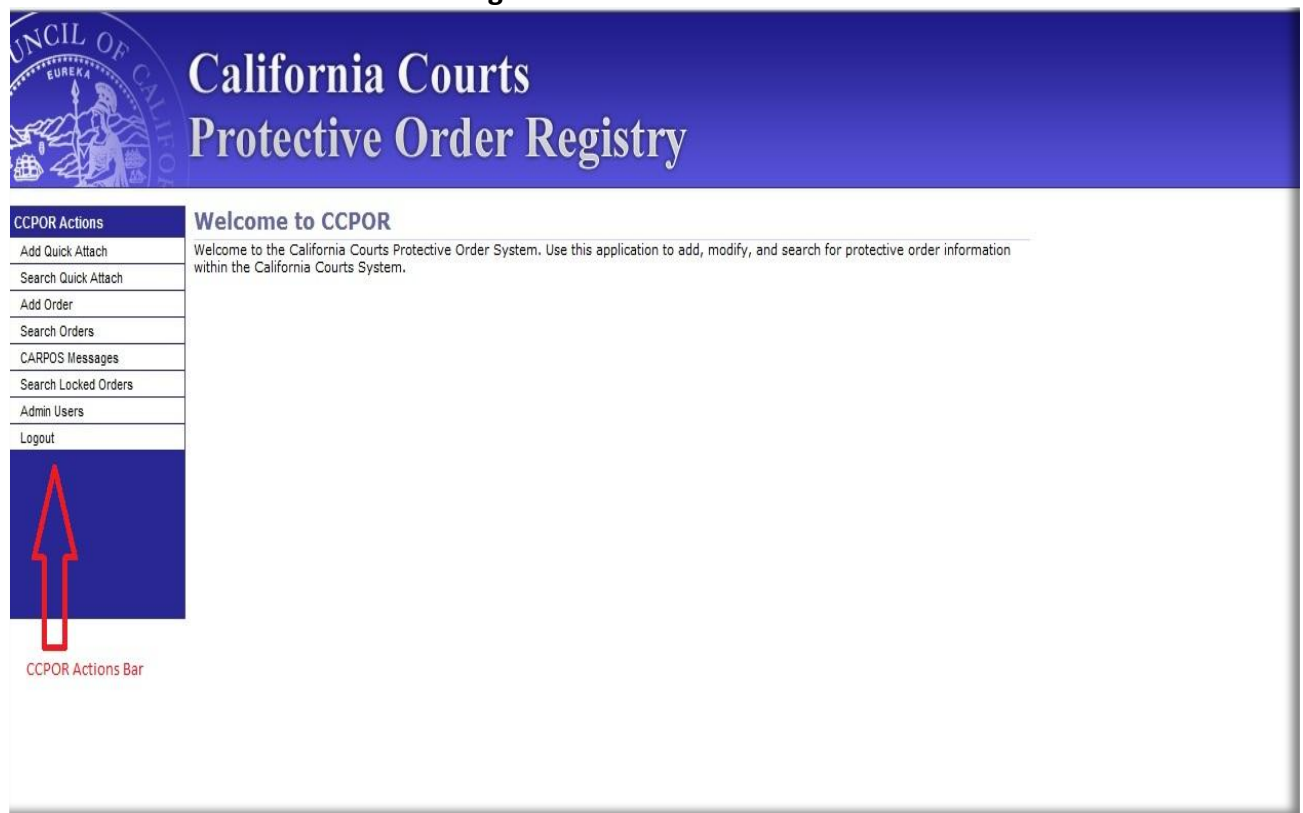 UNCIL OF CALIFOR
EUREKA
California Courts
Protective Order Registry
CCPOR Actions
Add Quick Attach
Search Quick Attach
Add Order
Search Orders
CARPOS Messages
Search Locked Orders
Admin Users
Logout
Welcome to CCPOR
Welcome to the California Courts Protective Order System. Use this application to add, modify, and search for protective order information
within the California Courts System.
CCPOR Actions Bar